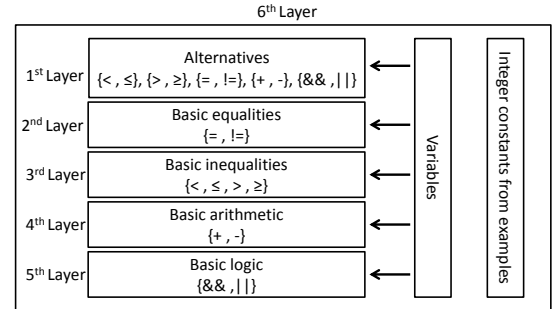 6th Layer
1st Layer
Alternatives
{< , ≤}, {> , ≥}, {= , !=}, {+ , -}, {&& ,||}
2nd Layer
Basic equalities
{= , !=}
3rd Layer
Basic inequalities
{< , ≤ , > , ≥}
4th Layer
Basic arithmetic
{+ , -}
5th Layer
Basic logic
{&& ,||}
Variables
Integer constants from examples